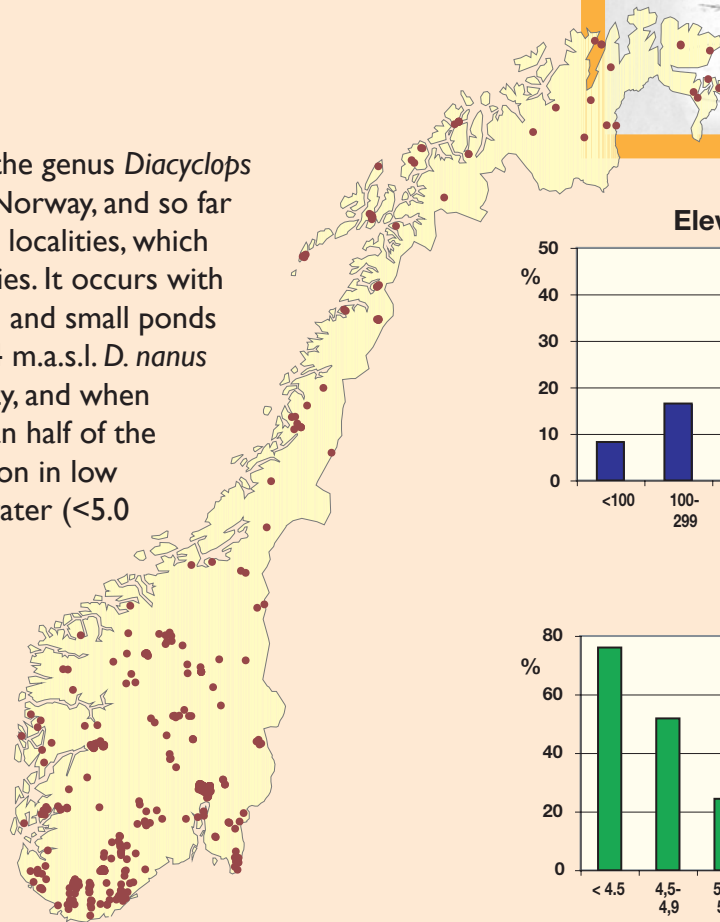 the genus Diacyclops
Norway, and so far
localities, which
ies. It occurs with
and small ponds
m.a.s.l. D. nanus
y, and when
n half of the
on in low
ater (<5.0
Elev
50
%
40
30
20
10
0
<100
100-
299
80
%
60
40
20
0
< 4.5
4,5-
4,9
5